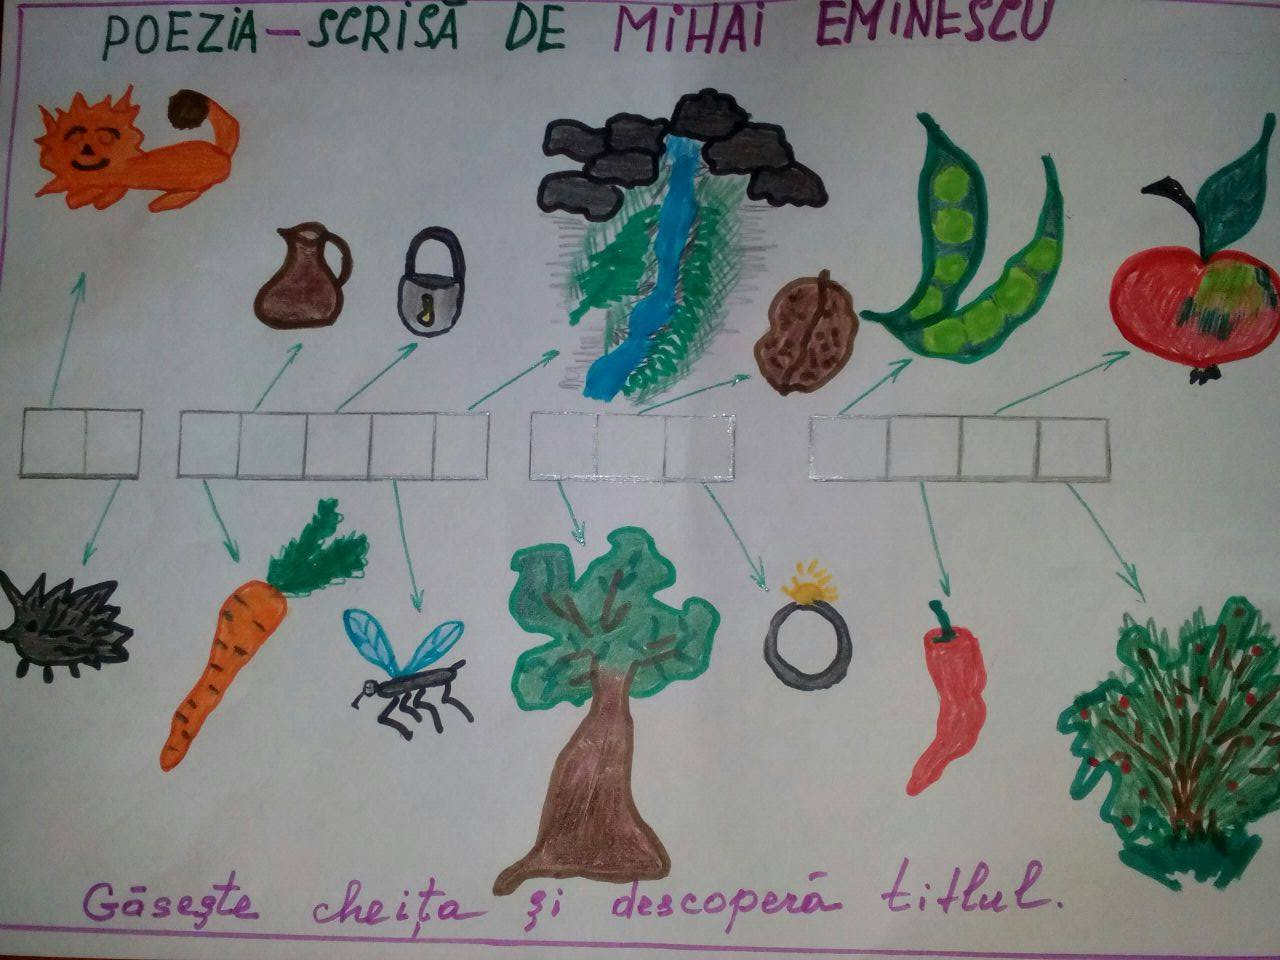 POEZIA-SCRISĂ DE MIHAI EMINESCU
Găsește cheița și descoperă titlul.